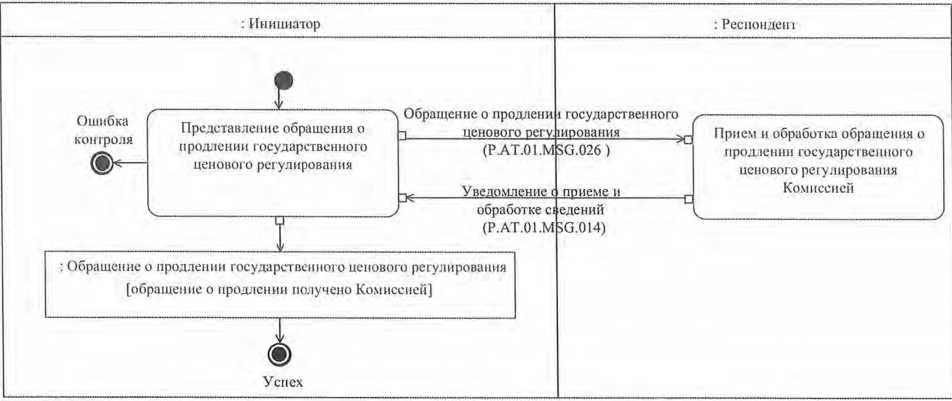 : Инициатор
: Респондент
Ошибка
контроля
Представление обращения о
продлении государственного
ценового регулирования
Обращение о продлении государственного
ценового регулирования
(P.AT.01.MSG.026 )
Прием и обработка обращения о
продлении государственного
ценового регулирования
Комиссией
Уведомление о приеме и
обработке сведений
(P.AT.01.MSG.014)
: Обращение о продлении государственного ценового регулирования
[обращение о продлении получено Комиссией]
Успех